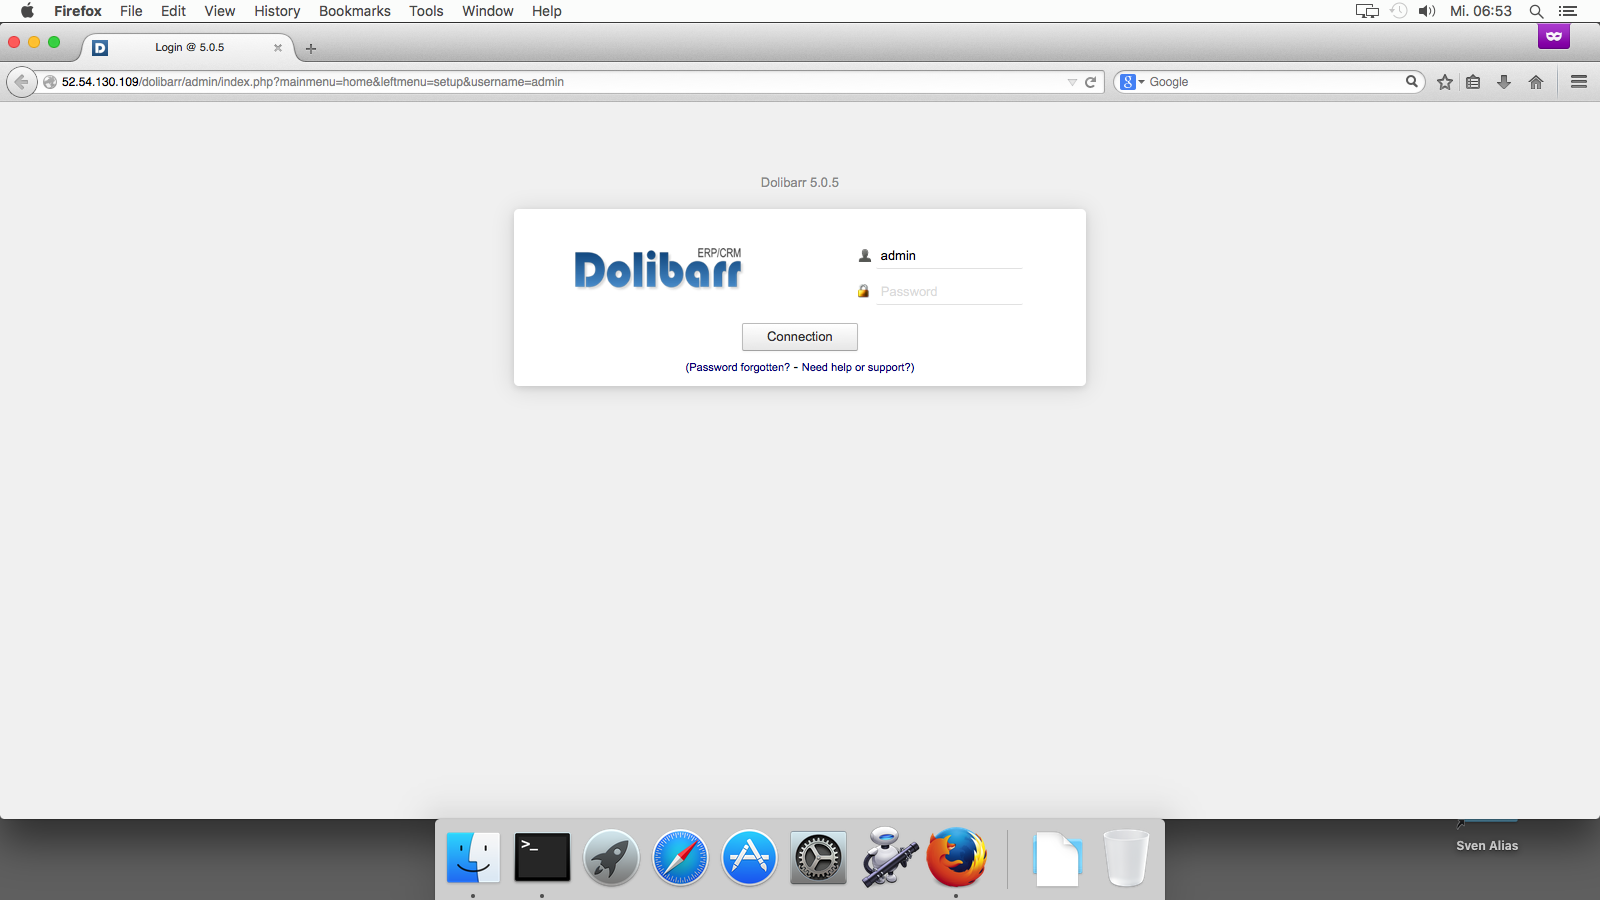 Firefox File Edit View History Bookmarks Tools Window Help Mi. 06:53
Login @ 5.0.5
52.54.130.109/dolibarr/admin/index.php?mainmenu=home&leftmenu=setup&username=admin
Google
Dolibarr 5.0.5
ERP/CRM
Dolibarr
admin
Password
Connection
(Password forgotten? - Need help or support?)
Sven Alias